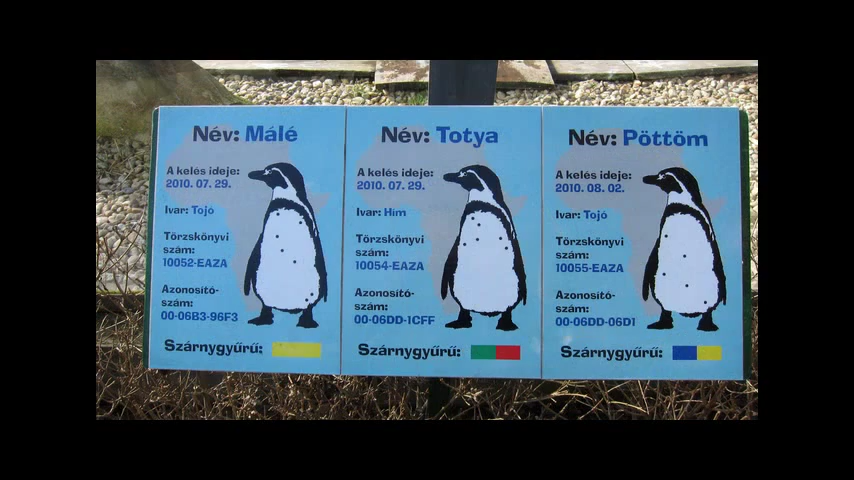 Név: Málé
A kelés ideje:
2010. 07. 29.
Ivar: Tojó
Törzskönyvi
szám:
10052-EAZA
Azonosító-
szám:
00-06B3-96F3
Szárnygyűrű:
Név: Totya
A kelés ideje:
2010. 07. 29.
Ivar: Hím
Törzskönyvi
szám:
10054-EAZA
Azonosító-
szám:
00-06DD-1CFF
Szárnygyűrű:
Név: Pöttöm
A kelés ideje:
2010. 08. 02.
Ivar: Tojó
Törzskönyvi
szám:
10055-EAZA
Azonosító-
szám:
00-06DD-06D1
Szárnygyűrű: